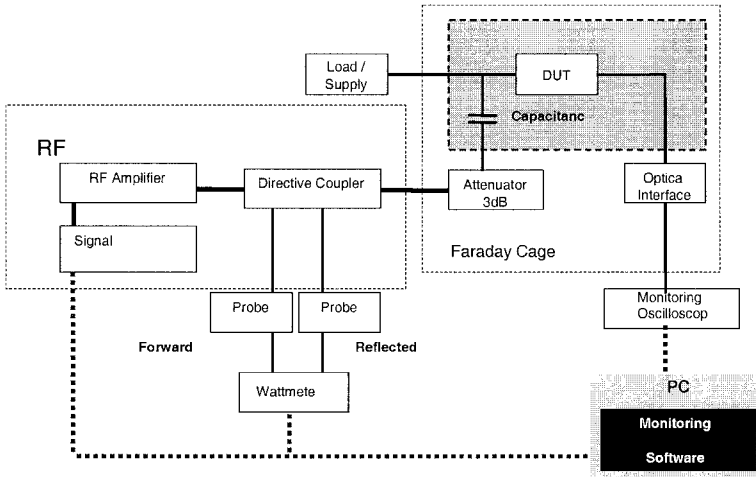 Load /
Supply
DUT
Capacitanc
RF
RF Amplifier
Directive Coupler
Attenuator
3dB
Optica
Interface
Signal
Faraday Cage
Probe
Probe
Monitoring
Oscilloscop
Forward
Reflected
Wattmete
PC
Monitoring
Software